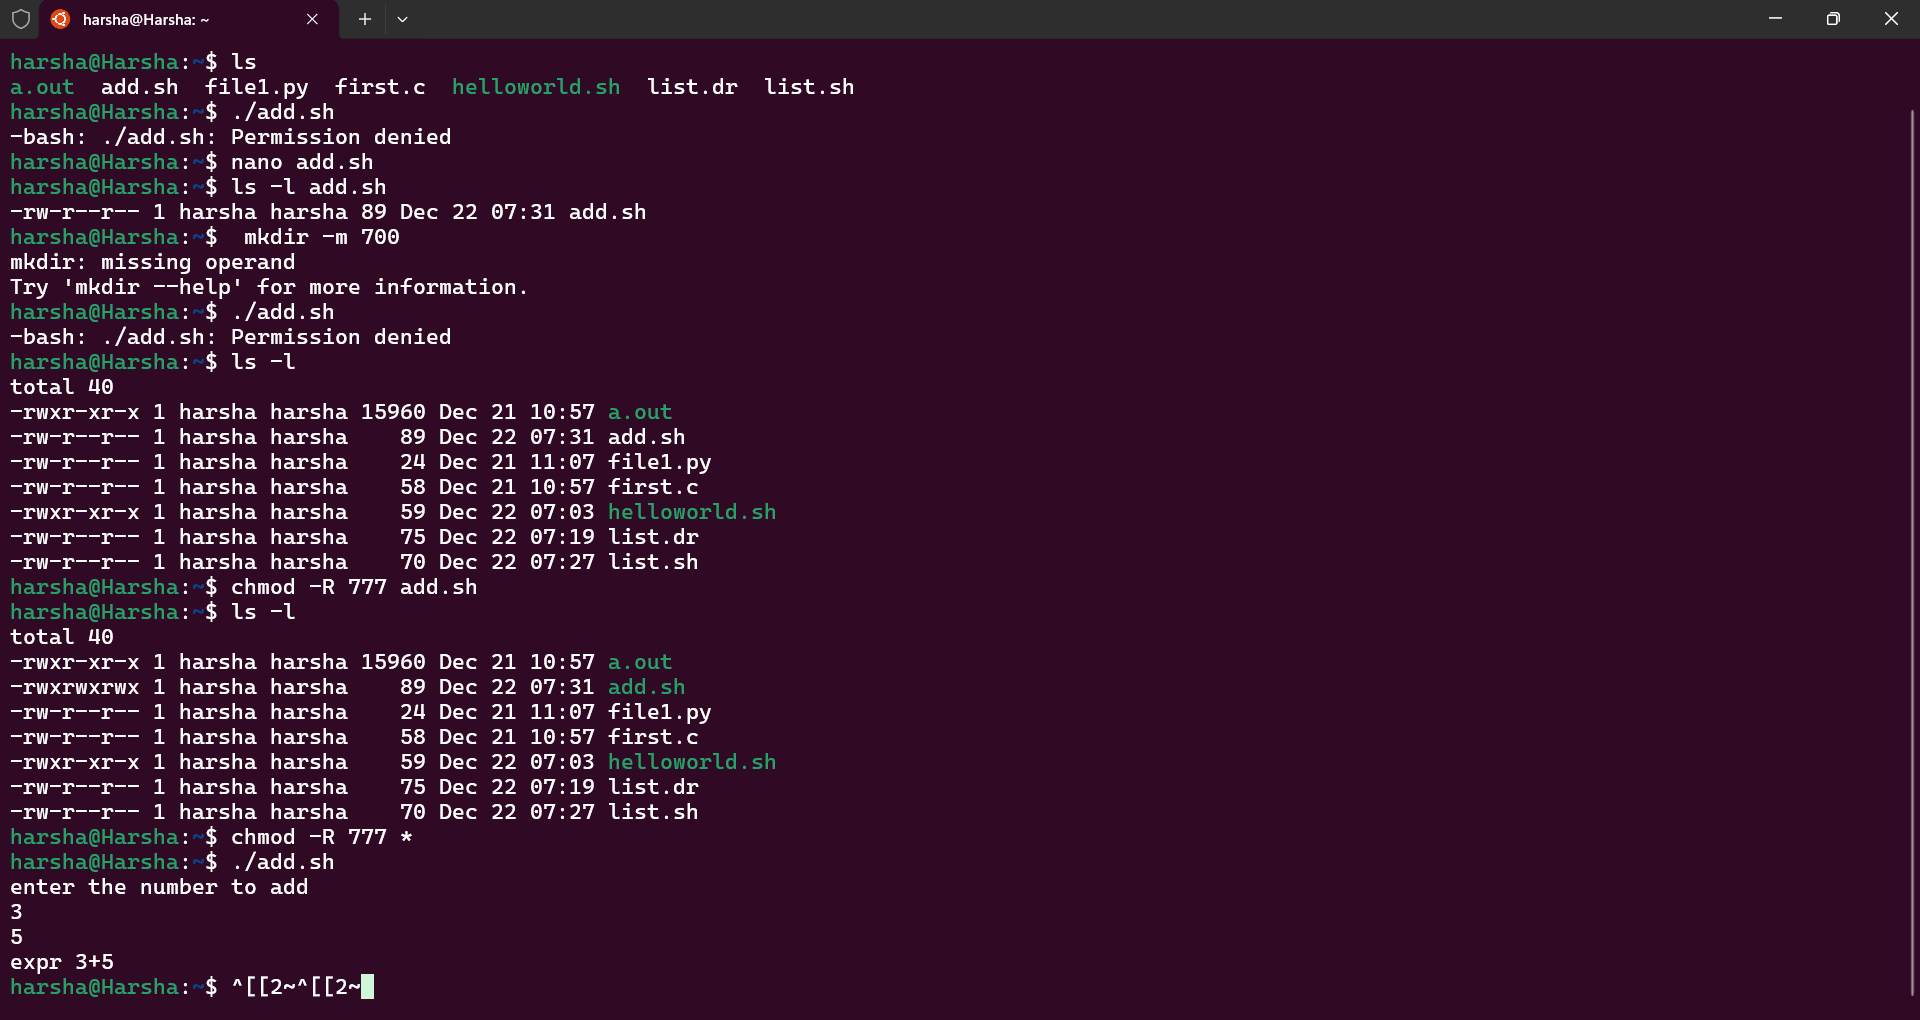 harsha@Harsha: ~
harsha@Harsha:~$ ls
a.out  add.sh  file1.py  first.c  helloworld.sh  list.dr  list.sh
harsha@Harsha:~$ ./add.sh
-bash: ./add.sh: Permission denied
harsha@Harsha:~$ nano add.sh
harsha@Harsha:~$ ls -l add.sh
-rw-r--r-- 1 harsha harsha 89 Dec 22 07:31 add.sh
harsha@Harsha:~$  mkdir -m 700
mkdir: missing operand
Try 'mkdir --help' for more information.
harsha@Harsha:~$ ./add.sh
-bash: ./add.sh: Permission denied
harsha@Harsha:~$ ls -l
total 40
-rwxr-xr-x 1 harsha harsha 15960 Dec 21 10:57 a.out
-rw-r--r-- 1 harsha harsha    89 Dec 22 07:31 add.sh
-rw-r--r-- 1 harsha harsha    24 Dec 21 11:07 file1.py
-rw-r--r-- 1 harsha harsha    58 Dec 21 10:57 first.c
-rwxr-xr-x 1 harsha harsha    59 Dec 22 07:03 helloworld.sh
-rw-r--r-- 1 harsha harsha    75 Dec 22 07:19 list.dr
-rw-r--r-- 1 harsha harsha    70 Dec 22 07:27 list.sh
harsha@Harsha:~$ chmod -R 777 add.sh
harsha@Harsha:~$ ls -l
total 40
-rwxr-xr-x 1 harsha harsha 15960 Dec 21 10:57 a.out
-rwxrwxrwx 1 harsha harsha    89 Dec 22 07:31 add.sh
-rw-r--r-- 1 harsha harsha    24 Dec 21 11:07 file1.py
-rw-r--r-- 1 harsha harsha    58 Dec 21 10:57 first.c
-rwxr-xr-x 1 harsha harsha    59 Dec 22 07:03 helloworld.sh
-rw-r--r-- 1 harsha harsha    75 Dec 22 07:19 list.dr
-rw-r--r-- 1 harsha harsha    70 Dec 22 07:27 list.sh
harsha@Harsha:~$ chmod -R 777 *
harsha@Harsha:~$ ./add.sh
enter the number to add
3
5
expr 3+5
harsha@Harsha:~$ ^[[2~^[[2~